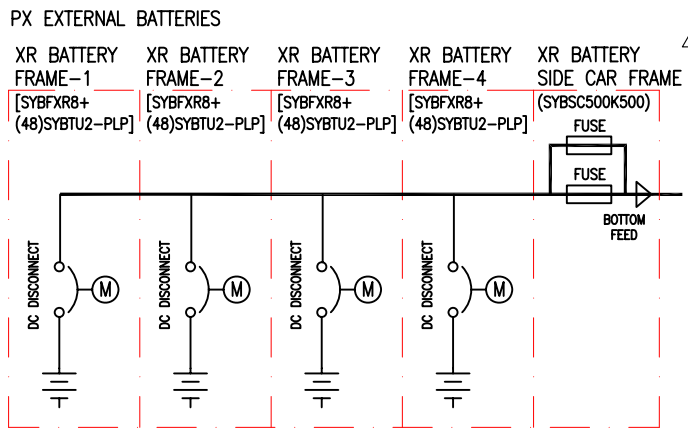 PX EXTERNAL BATTERIES
XR BATTERY
FRAME-1
[SYBFXR8+
(48)SYBTU2-PLP]
XR BATTERY
FRAME-2
[SYBFXR8+
(48)SYBTU2-PLP]
XR BATTERY
FRAME-3
[SYBFXR8+
(48)SYBTU2-PLP]
XR BATTERY
FRAME-4
[SYBFXR8+
(48)SYBTU2-PLP]
XR BATTERY
SIDE CAR FRAME
(SYBSC500K500)
FUSE
FUSE
BOTTOM
FEED
DC DISCONNECT
M
DC DISCONNECT
M
DC DISCONNECT
M
DC DISCONNECT
M